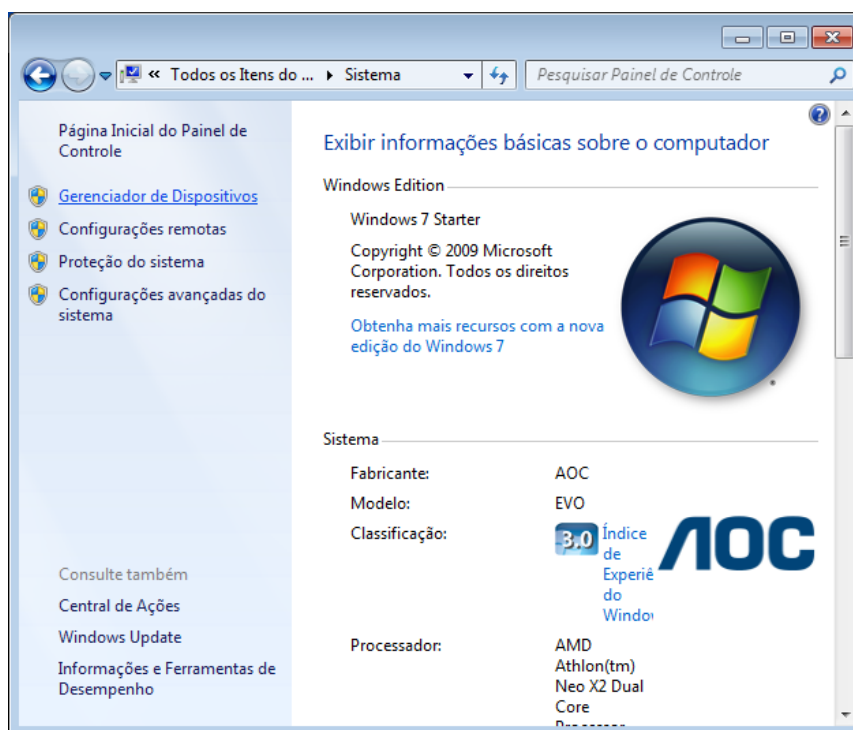 « Todos os Itens do ... ▸ Sistema
Pesquisar Painel de Controle
Página Inicial do Painel de
Controle
Gerenciador de Dispositivos
Configurações remotas
Proteção do sistema
Configurações avançadas do
sistema
Consulte também
Central de Ações
Windows Update
Informações e Ferramentas de
Desempenho
Exibir informações básicas sobre o computador
Windows Edition
Windows 7 Starter
Copyright © 2009 Microsoft
Corporation. Todos os direitos
reservados.
Obtenha mais recursos com a nova
edição do Windows 7
Sistema
Fabricante: AOC
Modelo: EVO
Classificação: 3,0 Índice
de
Experiê
do
Windo
AOC
Processador: AMD
Athlon(tm)
Neo X2 Dual
Core